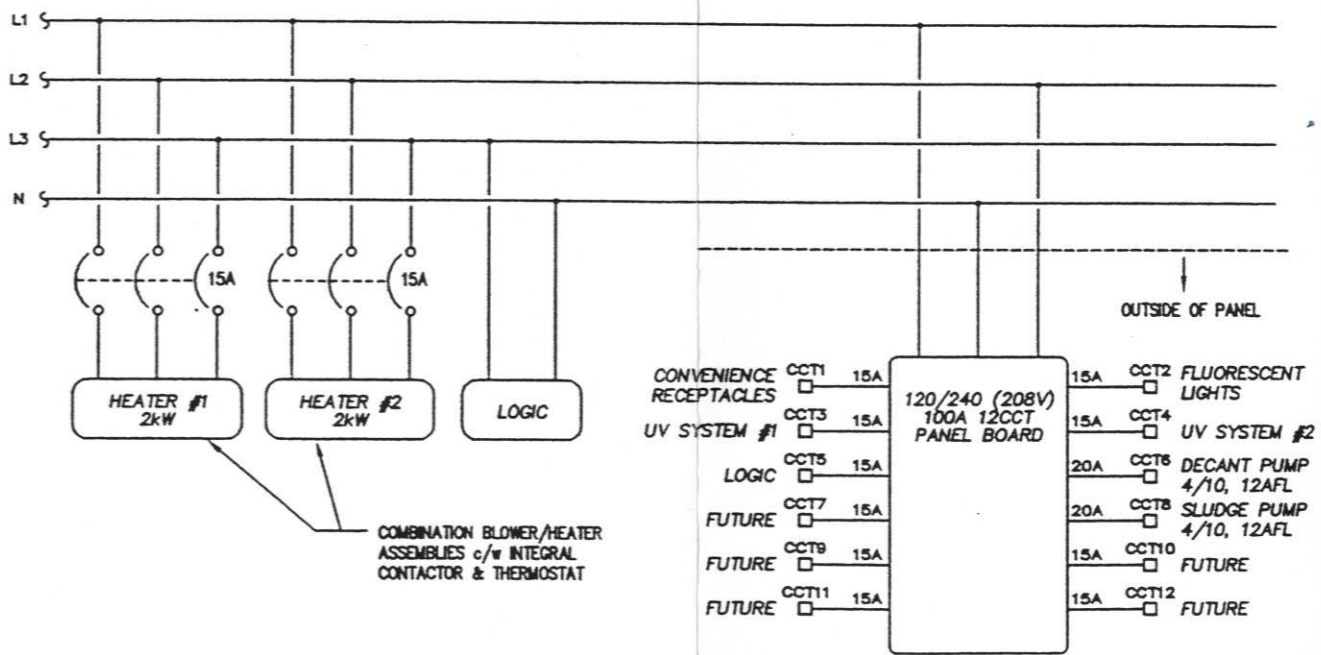 L1
L2
L3
N
15A
15A
HEATER #1
2kW
HEATER #2
2kW
LOGIC
COMBINATION BLOWER/HEATER
ASSEMBLIES c/w INTEGRAL
CONTACTOR & THERMOSTAT
OUTSIDE OF PANEL
120/240 (208V)
100A 12CCT
PANEL BOARD
CONVENIENCE
RECEPTACLES
CCT1
15A
UV SYSTEM #1
CCT3
15A
LOGIC
CCT5
15A
FUTURE
CCT7
15A
FUTURE
CCT9
15A
FUTURE
CCT11
15A
15A
CCT2
FLUORESCENT
LIGHTS
15A
CCT4
UV SYSTEM #2
20A
CCT6
DECANT PUMP
4/10, 12AFL
20A
CCT8
SLUDGE PUMP
4/10, 12AFL
15A
CCT10
FUTURE
15A
CCT12
FUTURE